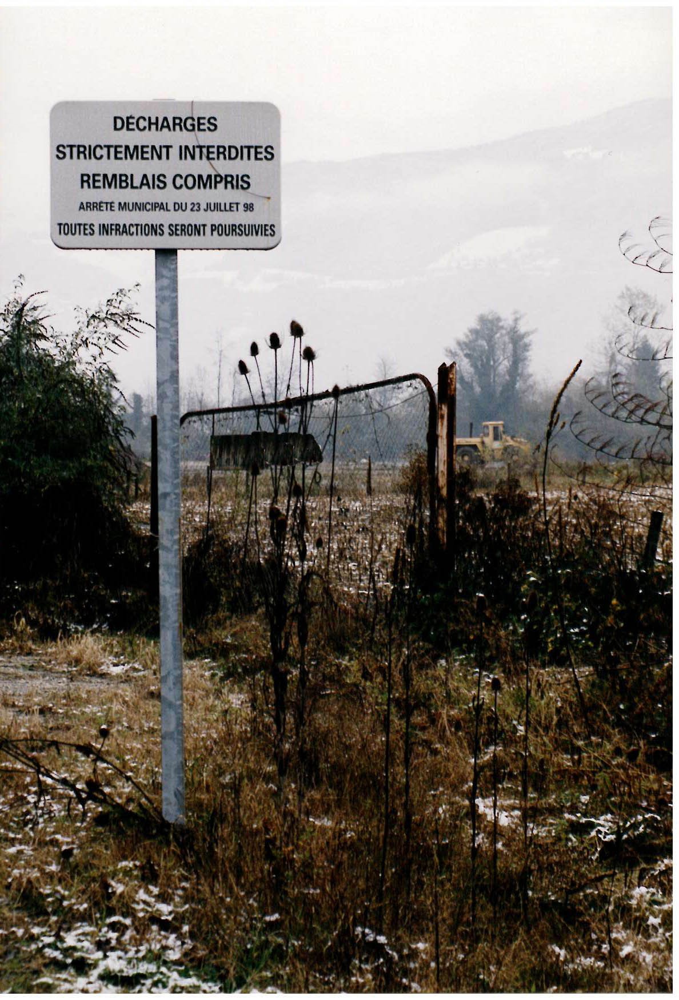 DÉCHARGES
STRICTEMENT INTERDITES
REMBLAIS COMPRIS
ARRÊTÉ MUNICIPAL DU 23 JUILLET 98
TOUTES INFRACTIONS SERONT POURSUIVIES